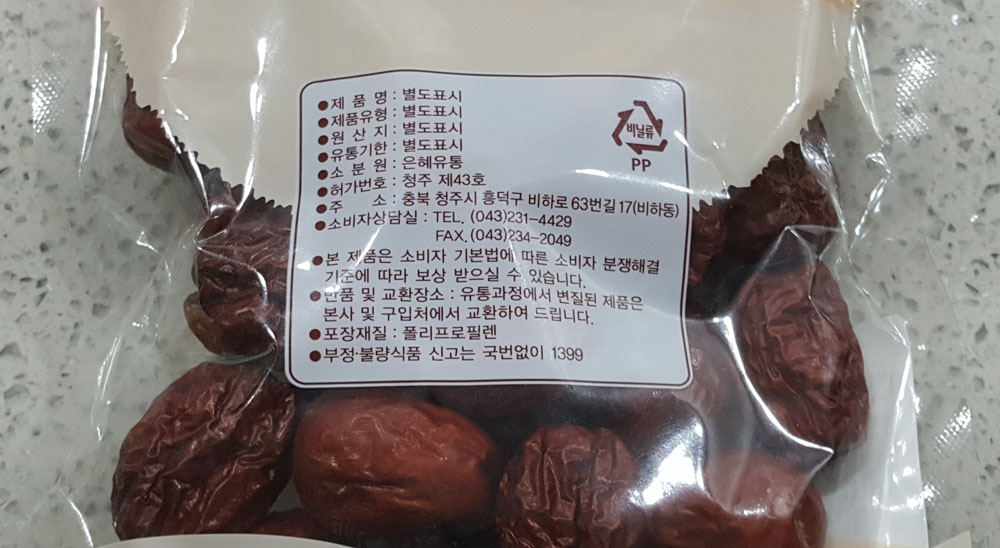 ●제 품 명 : 별도표시
●제품유형 : 별도표시
●원 산 지 : 별도표시
●유통기한 : 별도표시
●소 분 원 : 은혜유통
●허가번호 : 청주 제43호
●주 소 : 충북 청주시 흥덕구 비하로 63번길 17(비하동)
●소비자상담실 : TEL. (043)231-4429
FAX. (043)234-2049
●본 제품은 소비자 기본법에 따른 소비자 분쟁해결
기준에 따라 보상 받으실 수 있습니다.
●반품 및 교환장소 : 유통과정에서 변질된 제품은
본사 및 구입처에서 교환하여 드립니다.
●포장재질 : 폴리프로필렌
●부정·불량식품 신고는 국번없이 1399
비닐류
PP